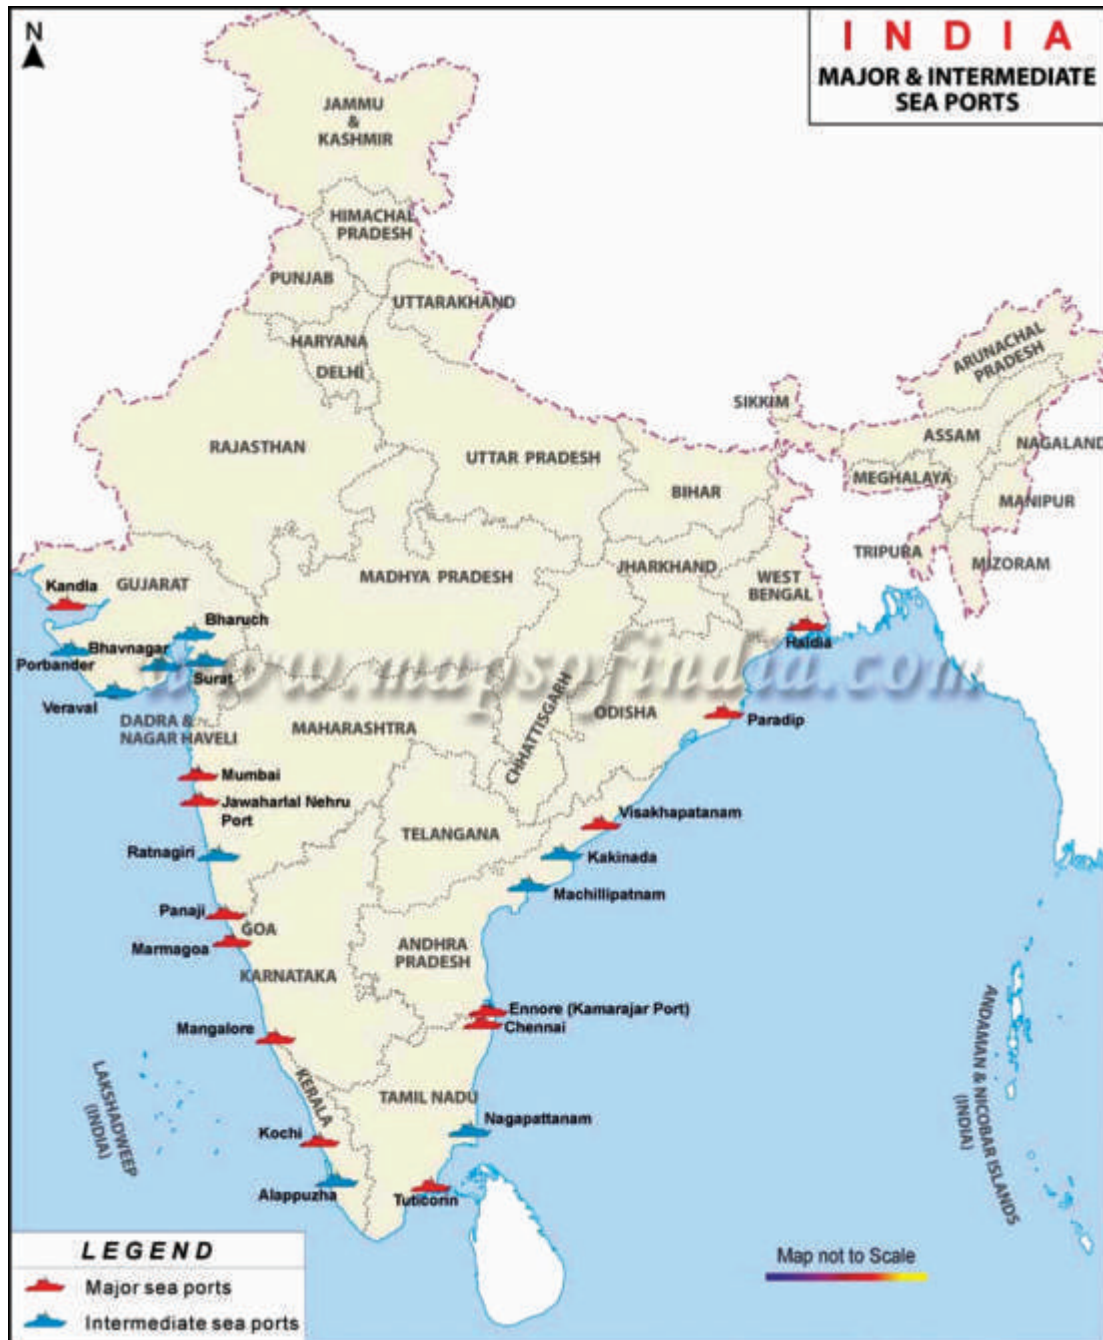 N
INDIA
MAJOR & INTERMEDIATE
SEA PORTS
JAMMU
&
KASHMIR
HIMACHAL
PRADESH
PUNJAB
UTTARAKHAND
HARYANA
DELHI
ARUNACHAL
PRADESH
SIKKIM
RAJASTHAN
UTTAR PRADESH
ASSAM
NAGALAND
MEGHALAYA
BIHAR
MANIPUR
TRIPURA
MIZORAM
Kandla
GUJARAT
MADHYA PRADESH
JHARKHAND
WEST
BENGAL
Bharuch
Bhavnagar
Porbander
Surat
Veraval
Haldia
www.mapsofindia.com
DADRA &
NAGAR HAVELI
MAHARASHTRA
CHHATTISGARH
ODISHA
Paradip
Mumbai
Jawaharlal Nehru
Port
Visakhapatanam
TELANGANA
Ratnagiri
Kakinada
Machillipatnam
Panaji
GOA
Marmagoa
ANDHRA
PRADESH
KARNATAKA
Ennore (Kamarajar Port)
Chennai
Mangalore
LAKSHADWEEP
(INDIA)
KERALA
TAMIL NADU
Nagapattanam
ANDAMAN & NICOBAR ISLANDS
(INDIA)
Kochi
Alappuzha
Tuticorin
LEGEND
Major sea ports
Intermediate sea ports
Map not to Scale